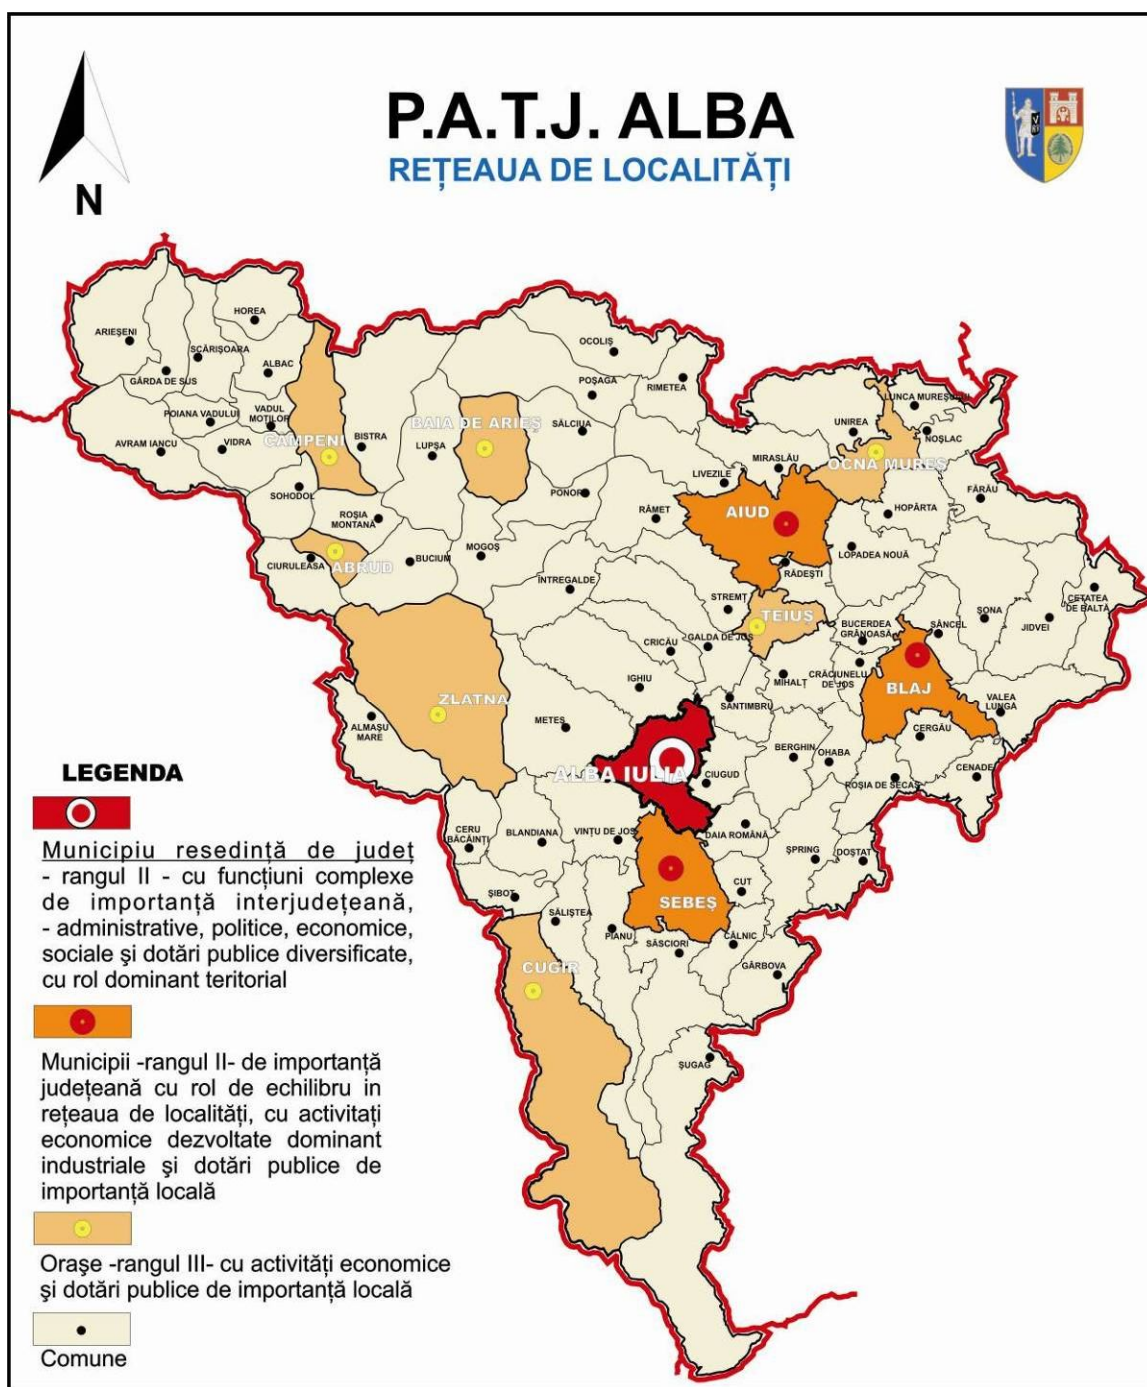 P.A.T.J. ALBA
REȚEAUA DE LOCALITĂȚI
N
HOREA
ARIEȘENI
SCĂRIȘOARA
ALBAC
GÂRDA DE SUS
OCOLIȘ
RIMETEA
POȘAGA
LUNCA MUREȘULUI
POIANA VADULUI
VADUL
MOȚILOR
AVRAM IANCU
VIDRA
CAMPENI
BISTRA
LUPȘA
BAIA DE ARIEȘ
SĂLCIUA
UNIREA
NOȘLAC
MIRASLĂU
LIVEZILE
OCNA MUREȘ
SOHODOL
PONOR
FĂRĂU
HOPÂRTA
ROȘIA
MONTANĂ
RÂMEȚ
AIUD
MOGOȘ
LOPADEA NOUĂ
CIURULEASA
ABRUD
BUCIUM
RĂDEȘTI
ÎNTREGALDE
STREMȚ
TEIUȘ
CETATEA
DE BALTĂ
ȘONA
JIDVEI
BUCERDEA
GRÂNOASĂ
SÂNCEL
CRICĂU
GALDA DE JOS
IGHIU
MIHALȚ
CRĂCIUNELU
DE JOS
BLAJ
ZLATNA
SÂNTIMBRU
VALEA
LUNGĂ
ALMAȘU
MARE
METEȘ
CERGĂU
BERGHIN
OHABA
ALBA IULIA
CIUGUD
ROȘIA DE SECAȘ
CENADE
LEGENDA
Municipiu resedință de județ
- rangul II - cu funcțiuni complexe
de importanță interjudețeană,
- administrative, politice, economice,
sociale și dotări publice diversificate,
cu rol dominant teritorial
CERU
BĂCĂINȚI
BLANDIANA
VINȚU DE JOS
DAIA ROMÂNĂ
ȘPRING
DOȘTAT
ȘIBOT
SEBEȘ
CUT
SĂLIȘTEA
PIANU
SĂSCIORI
CÂLNIC
GÂRBOVA
CUGIR
ȘUGAG
Municipii -rangul II- de importanță
județeană cu rol de echilibru in
rețeaua de localități, cu activitați
economice dezvoltate dominant
industriale și dotări publice de
importanță locală
Orașe -rangul III- cu activități economice
și dotări publice de importanță locală
Comune